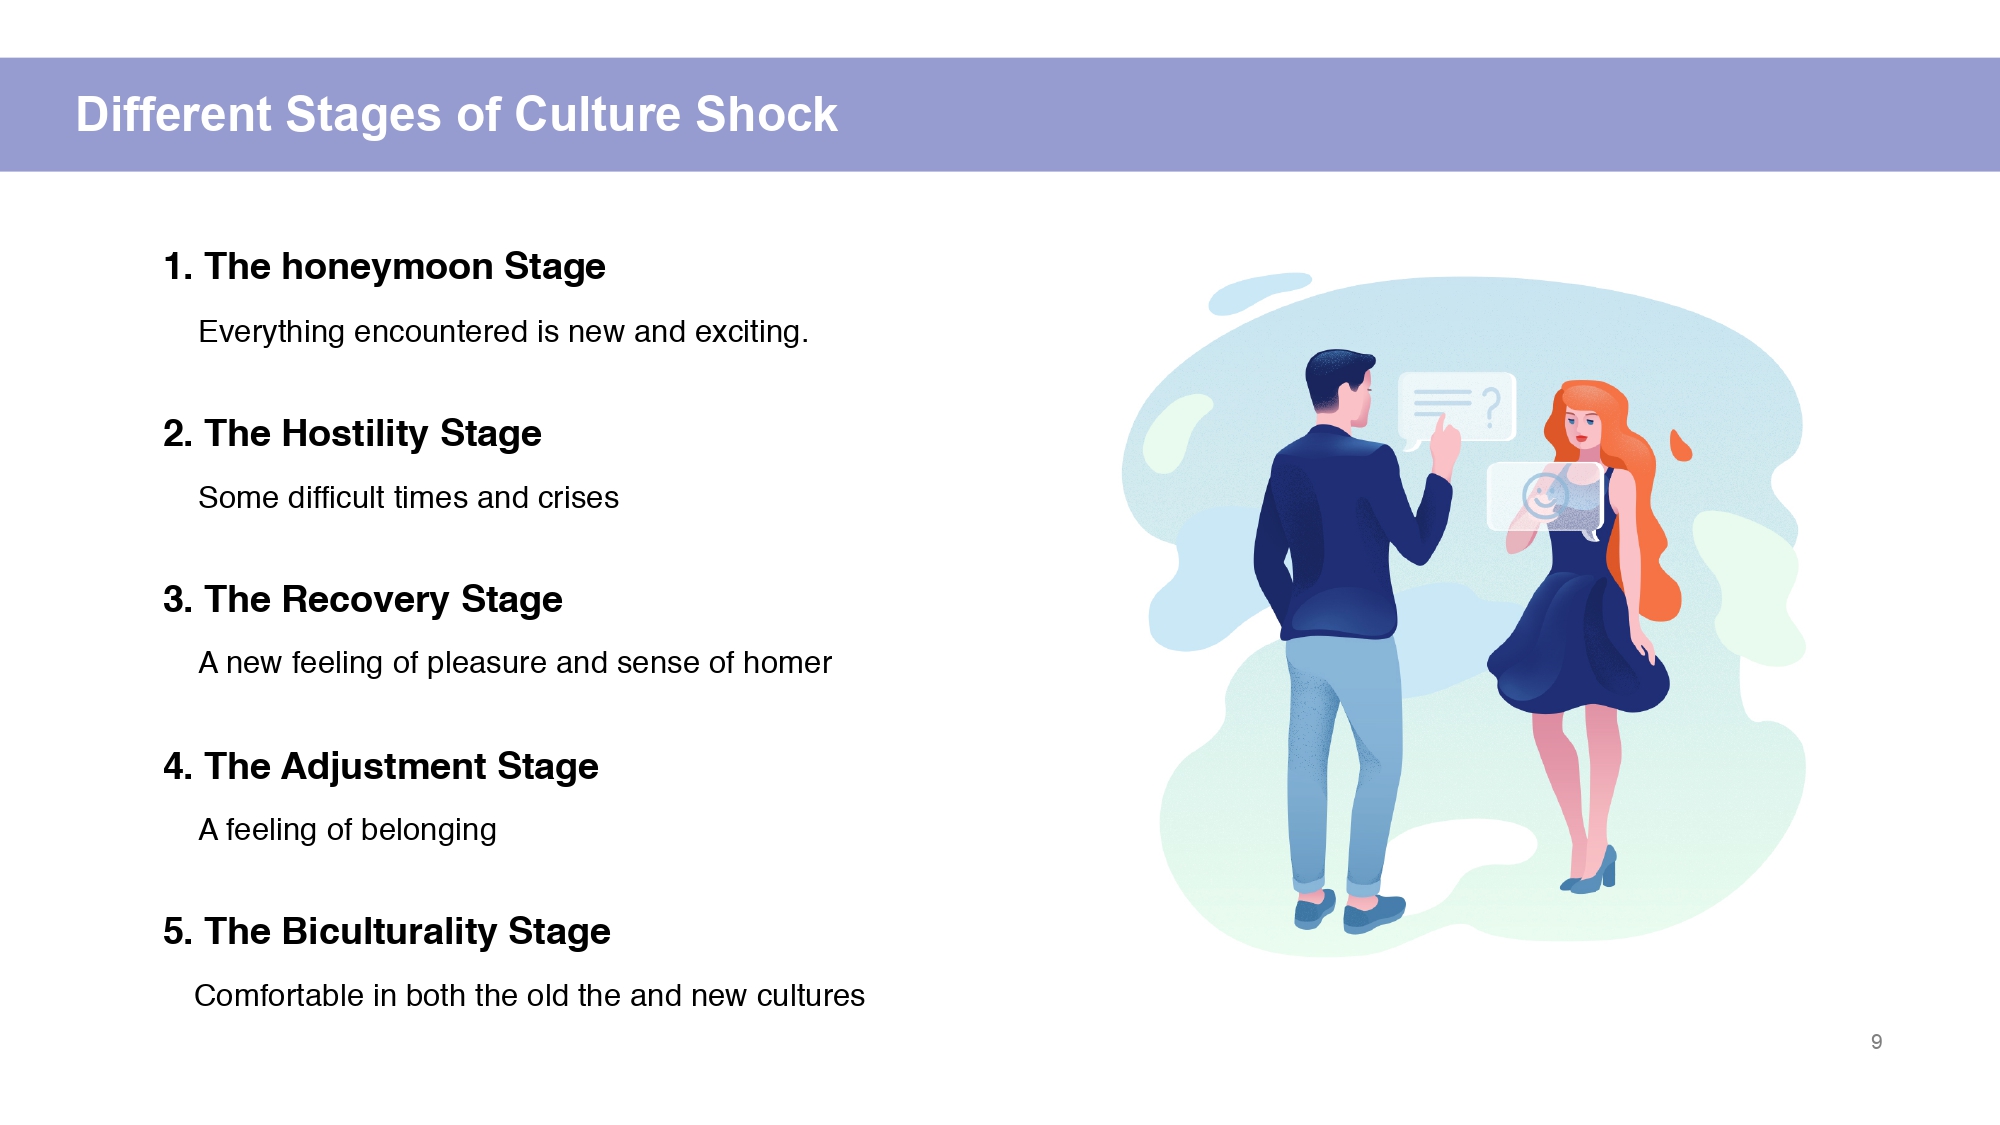 Different Stages of Culture Shock
1. The honeymoon Stage
Everything encountered is new and exciting.
2. The Hostility Stage
Some difficult times and crises
3. The Recovery Stage
A new feeling of pleasure and sense of homer
4. The Adjustment Stage
A feeling of belonging
5. The Biculturality Stage
Comfortable in both the old the and new cultures
?
9